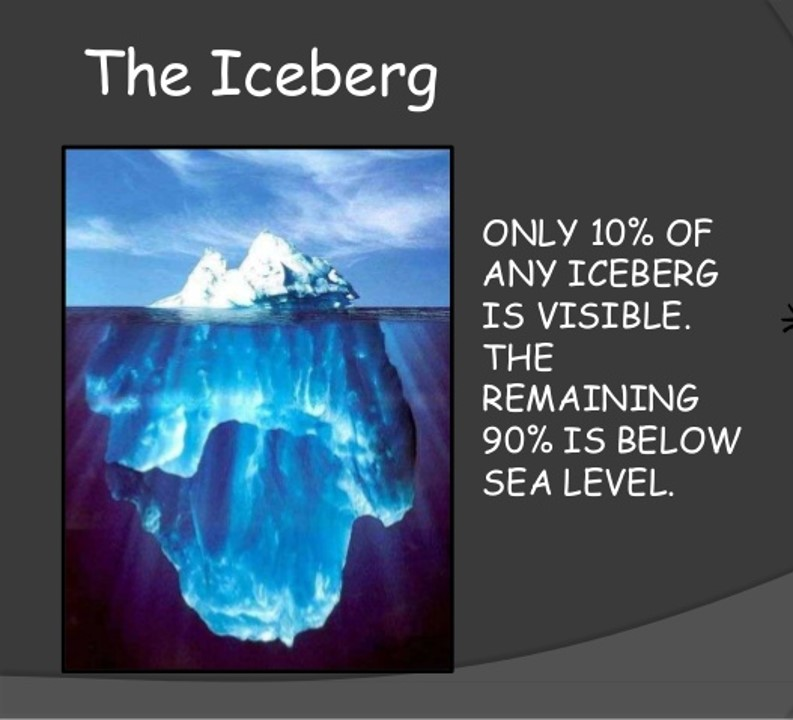 The Iceberg
ONLY 10% OF
ANY ICEBERG
IS VISIBLE.
THE
REMAINING
90% IS BELOW
SEA LEVEL.